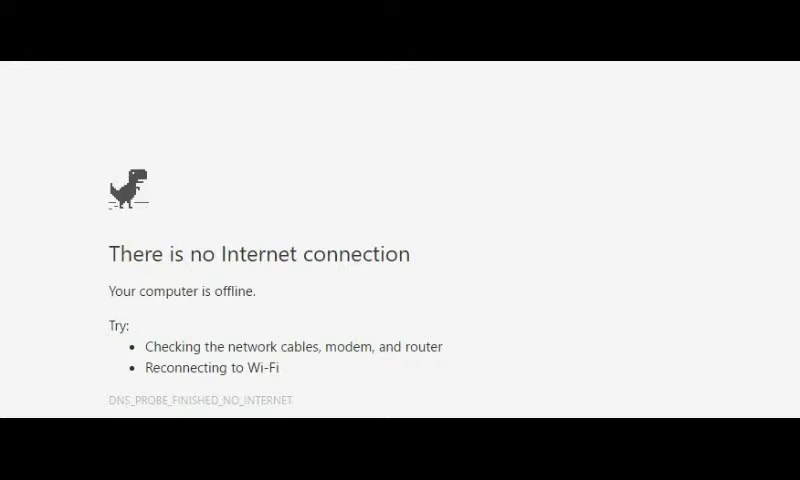 There is no Internet connection
Your computer is offline.
Try:
Checking the network cables, modem, and router
Reconnecting to Wi-Fi
DNS_PROBE_FINISHED_NO_INTERNET